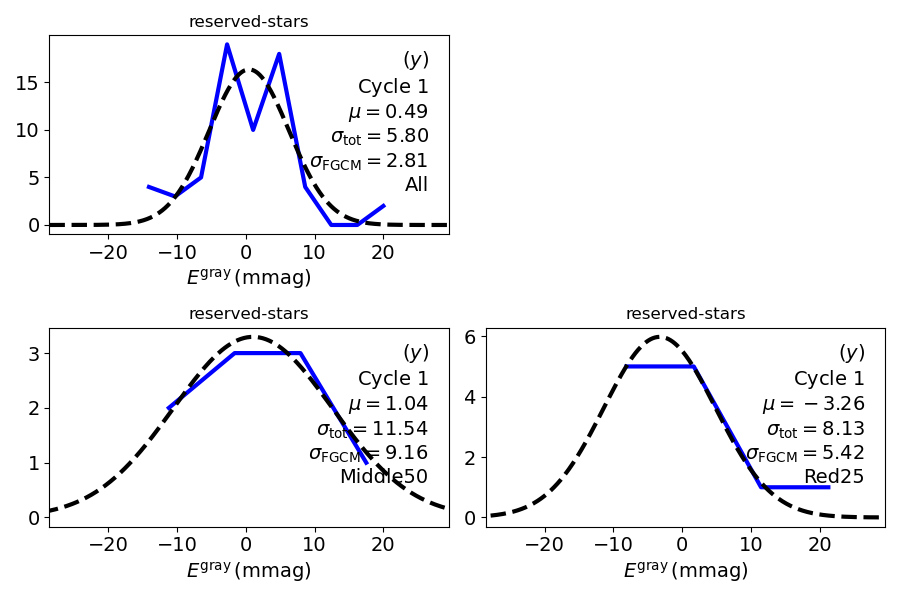 reserved-stars
15
10
5
0
(y)
Cycle 1
μ = 0.49
σtot = 5.80
σFGCM = 2.81
All
−20 −10 0 10 20
E^gray (mmag)
reserved-stars
3
2
1
0
(y)
Cycle 1
μ = 1.04
σtot = 11.54
σFGCM = 9.16
Middle50
−20 −10 0 10 20
E^gray (mmag)
reserved-stars
6
4
2
0
(y)
Cycle 1
μ = −3.26
σtot = 8.13
σFGCM = 5.42
Red25
−20 −10 0 10 20
E^gray (mmag)